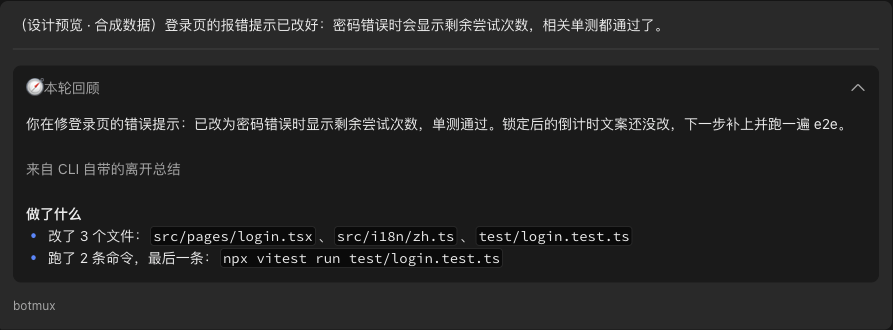 (设计预览 · 合成数据) 登录页的报错提示已改好：密码错误时会显示剩余尝试次数，相关单测都通过了。
本轮回顾
你在修登录页的错误提示：已改为密码错误时显示剩余尝试次数，单测通过。锁定后的倒计时文案还没改，下一步补上并跑一遍 e2e。
来自 CLI 自带的离开总结
做了什么
• 改了 3 个文件： src/pages/login.tsx 、 src/i18n/zh.ts 、 test/login.test.ts
• 跑了 2 条命令，最后一条： npx vitest run test/login.test.ts
botmux